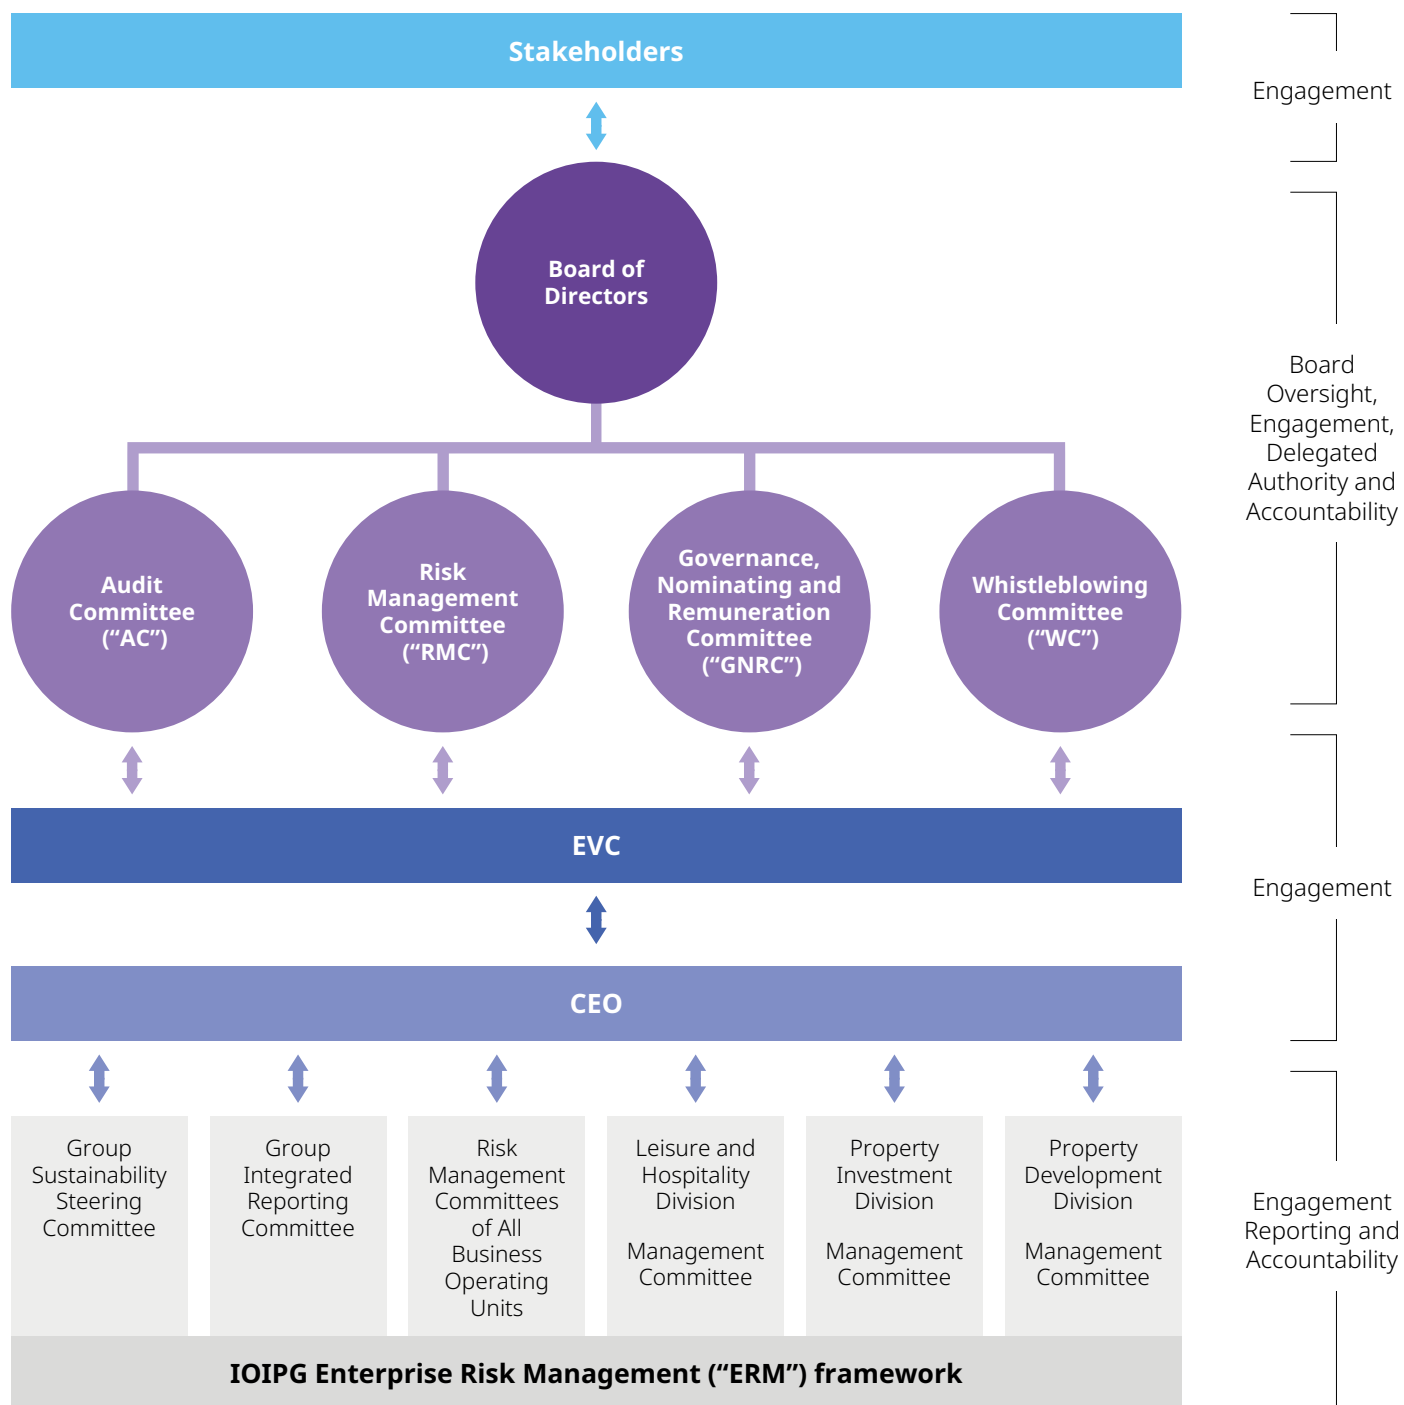 Stakeholders
Engagement
Board of
Directors
Board
Oversight,
Engagement,
Delegated
Authority and
Accountability
Audit
Committee
(“AC”)
Risk
Management
Committee
(“RMC”)
Governance,
Nominating and
Remuneration
Committee
(“GNRC”)
Whistleblowing
Committee
(“WC”)
EVC
Engagement
CEO
Group
Sustainability
Steering
Committee
Group
Integrated
Reporting
Committee
Risk
Management
Committees
of All
Business
Operating
Units
Leisure and
Hospitality
Division
Management
Committee
Property
Investment
Division
Management
Committee
Property
Development
Division
Management
Committee
Engagement
Reporting and
Accountability
IOIPG Enterprise Risk Management (“ERM”) framework